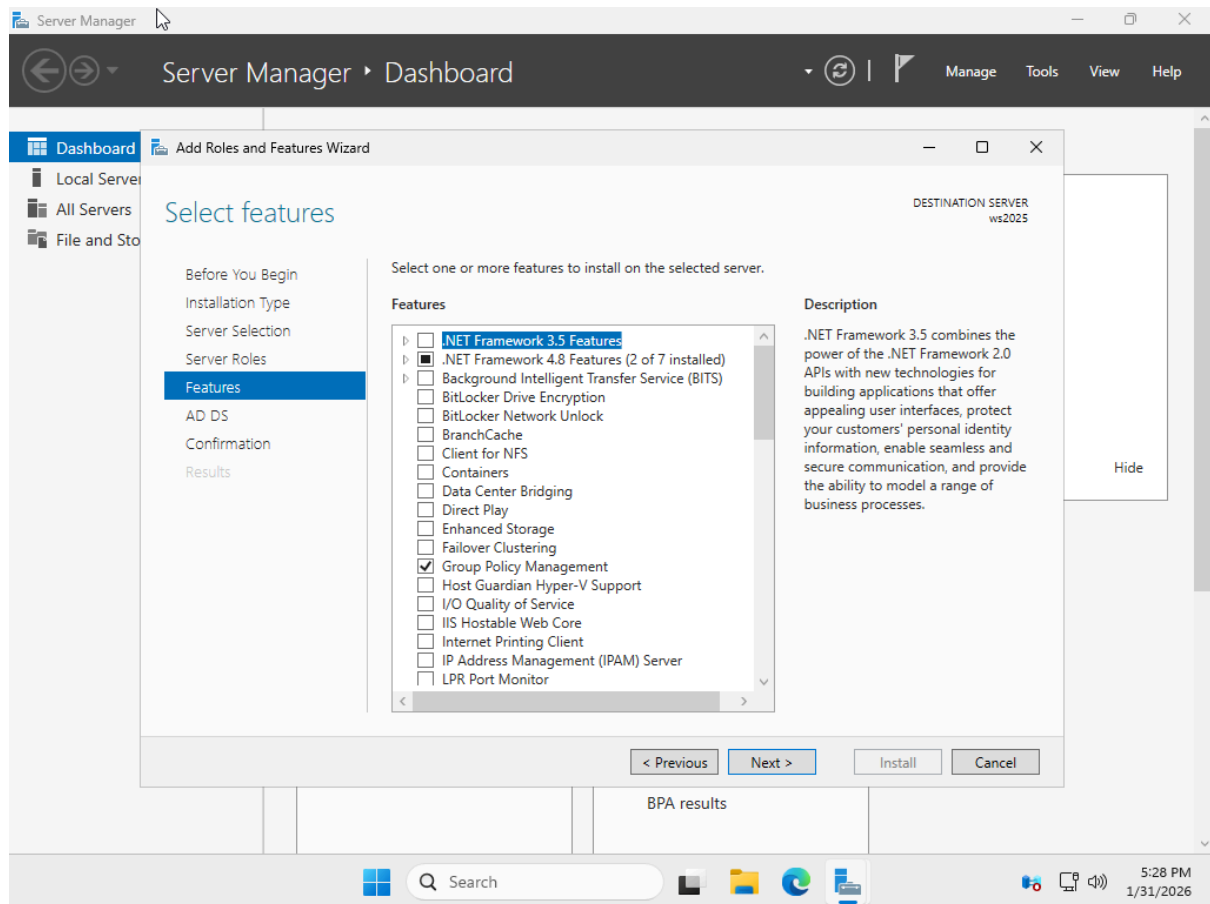 Server Manager
Server Manager ‣ Dashboard
Manage Tools View Help
Dashboard
Local Server
All Servers
File and Sto
Add Roles and Features Wizard
Select features
DESTINATION SERVER
ws2025
Before You Begin
Installation Type
Server Selection
Server Roles
Features
AD DS
Confirmation
Results
Select one or more features to install on the selected server.
Features
.NET Framework 3.5 Features
.NET Framework 4.8 Features (2 of 7 installed)
Background Intelligent Transfer Service (BITS)
BitLocker Drive Encryption
BitLocker Network Unlock
BranchCache
Client for NFS
Containers
Data Center Bridging
Direct Play
Enhanced Storage
Failover Clustering
Group Policy Management
Host Guardian Hyper-V Support
I/O Quality of Service
IIS Hostable Web Core
Internet Printing Client
IP Address Management (IPAM) Server
LPR Port Monitor
Description
.NET Framework 3.5 combines the
power of the .NET Framework 2.0
APIs with new technologies for
building applications that offer
appealing user interfaces, protect
your customers' personal identity
information, enable seamless and
secure communication, and provide
the ability to model a range of
business processes.
Hide
< Previous
Next >
Install
Cancel
BPA results
Search
5:28 PM
1/31/2026